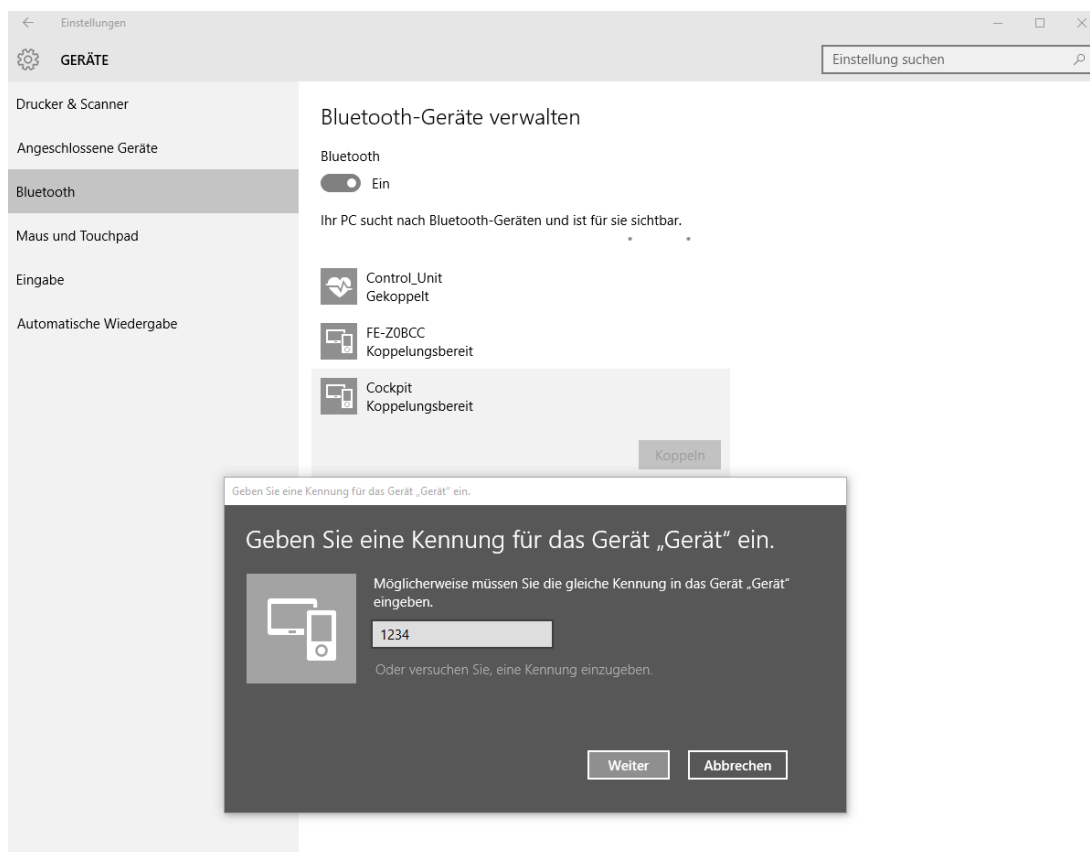 Einstellungen
GERÄTE
Einstellung suchen
Drucker & Scanner
Angeschlossene Geräte
Bluetooth
Maus und Touchpad
Eingabe
Automatische Wiedergabe
Bluetooth-Geräte verwalten
Bluetooth
Ein
Ihr PC sucht nach Bluetooth-Geräten und ist für sie sichtbar.
Control_Unit
Gekoppelt
FE-Z0BCC
Koppelungsbereit
Cockpit
Koppelungsbereit
Koppeln
Geben Sie eine Kennung für das Gerät „Gerät“ ein.
Geben Sie eine Kennung für das Gerät „Gerät“ ein.
Möglicherweise müssen Sie die gleiche Kennung in das Gerät „Gerät“
eingeben.
1234
Oder versuchen Sie, eine Kennung einzugeben.
Weiter
Abbrechen